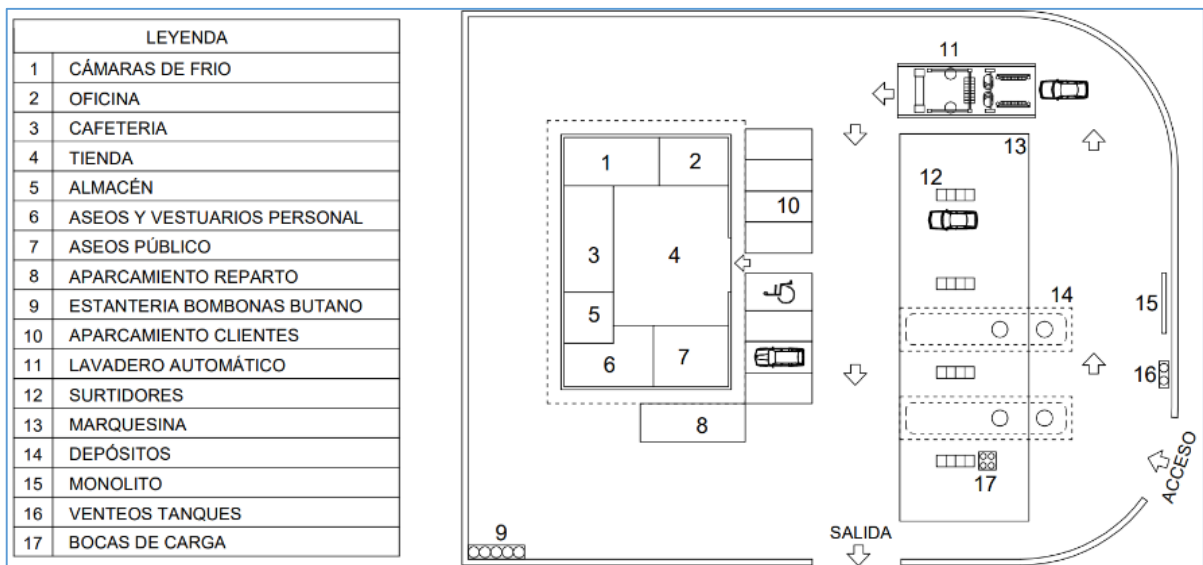 LEYENDA
1 CÁMARAS DE FRIO
2 OFICINA
3 CAFETERIA
4 TIENDA
5 ALMACÉN
6 ASEOS Y VESTUARIOS PERSONAL
7 ASEOS PÚBLICO
8 APARCAMIENTO REPARTO
9 ESTANTERIA BOMBONAS BUTANO
10 APARCAMIENTO CLIENTES
11 LAVADERO AUTOMÁTICO
12 SURTIDORES
13 MARQUESINA
14 DEPÓSITOS
15 MONOLITO
16 VENTEOS TANQUES
17 BOCAS DE CARGA
11
13
1
2
12
10
3
4
14
15
5
6
7
16
8
17
ACCESO
9
SALIDA